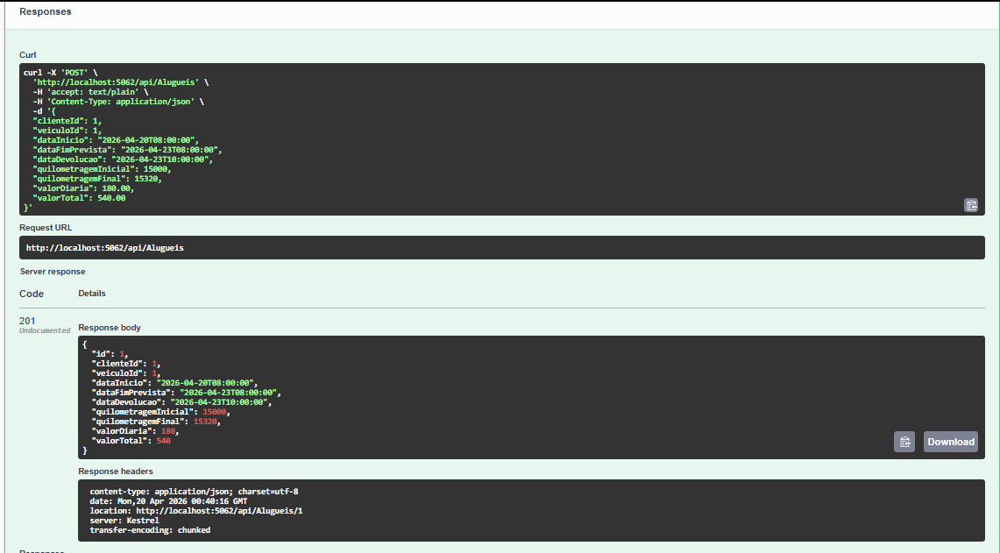 Responses
Curl
curl -X 'POST' \
  'http://localhost:5062/api/Alugueis' \
  -H 'accept: text/plain' \
  -H 'Content-Type: application/json' \
  -d '{
  "clienteId": 1,
  "veiculoId": 1,
  "dataInicio": "2026-04-20T08:00:00",
  "dataFimPrevista": "2026-04-23T08:00:00",
  "dataDevolucao": "2026-04-23T10:00:00",
  "quilometragemInicial": 15000,
  "quilometragemFinal": 15320,
  "valorDiaria": 180.00,
  "valorTotal": 540.00
}'
Request URL
http://localhost:5062/api/Alugueis
Server response
Code Details
201
Undocumented
Response body
{
  "id": 1,
  "clienteId": 1,
  "veiculoId": 1,
  "dataInicio": "2026-04-20T08:00:00",
  "dataFimPrevista": "2026-04-23T08:00:00",
  "dataDevolucao": "2026-04-23T10:00:00",
  "quilometragemInicial": 15000,
  "quilometragemFinal": 15320,
  "valorDiaria": 180,
  "valorTotal": 540
}
Download
Response headers
content-type: application/json; charset=utf-8
date: Mon,20 Apr 2026 00:40:16 GMT
location: http://localhost:5062/api/Alugueis/1
server: Kestrel
transfer-encoding: chunked
Responses